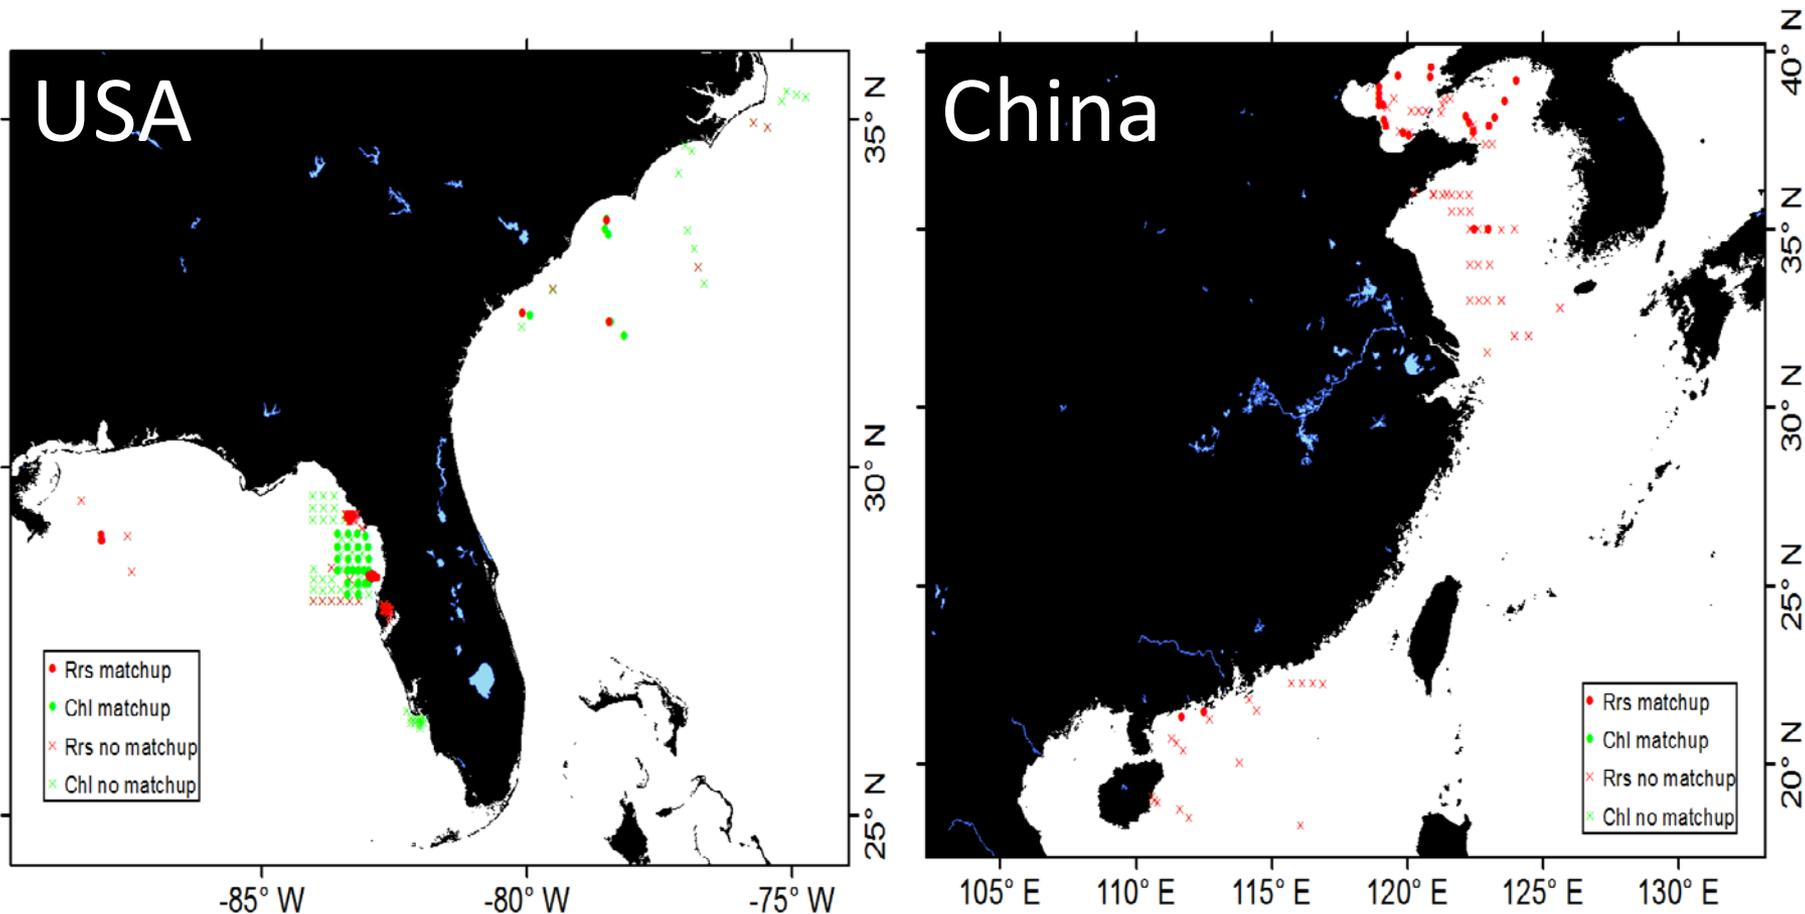 USA
35° N
30° N
25° N
-85° W
-80° W
-75° W
Rrs matchup
Chl matchup
Rrs no matchup
Chl no matchup
China
40° N
35° N
30° N
25° N
20° N
105° E
110° E
115° E
120° E
125° E
130° E
Rrs matchup
Chl matchup
Rrs no matchup
Chl no matchup